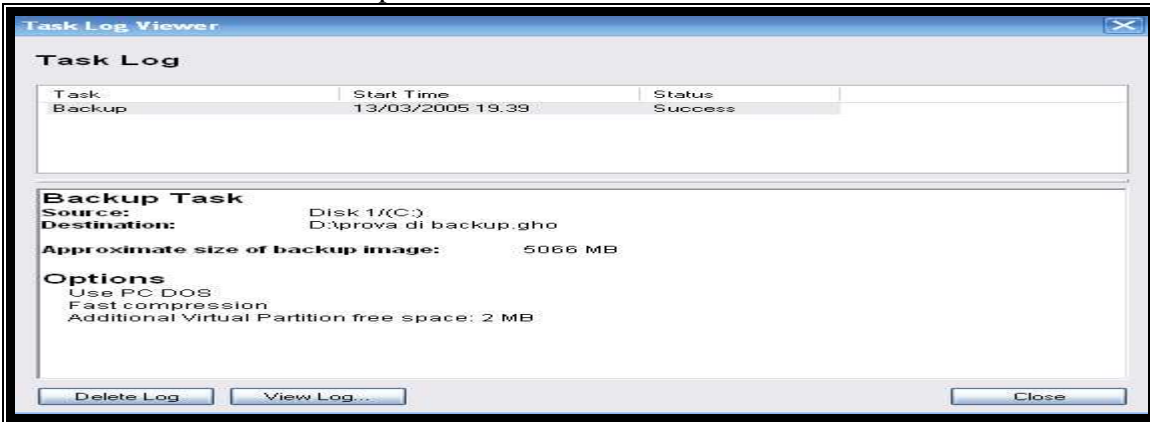 Task Log Viewer
Task Log
Task Start Time Status
Backup 13/03/2005 19.39 Success
Backup Task
Source: Disk 1/(C:)
Destination: D:\prova di backup.gho
Approximate size of backup image: 5066 MB
Options
Use PC DOS
Fast compression
Additional Virtual Partition free space: 2 MB
Delete Log View Log... Close